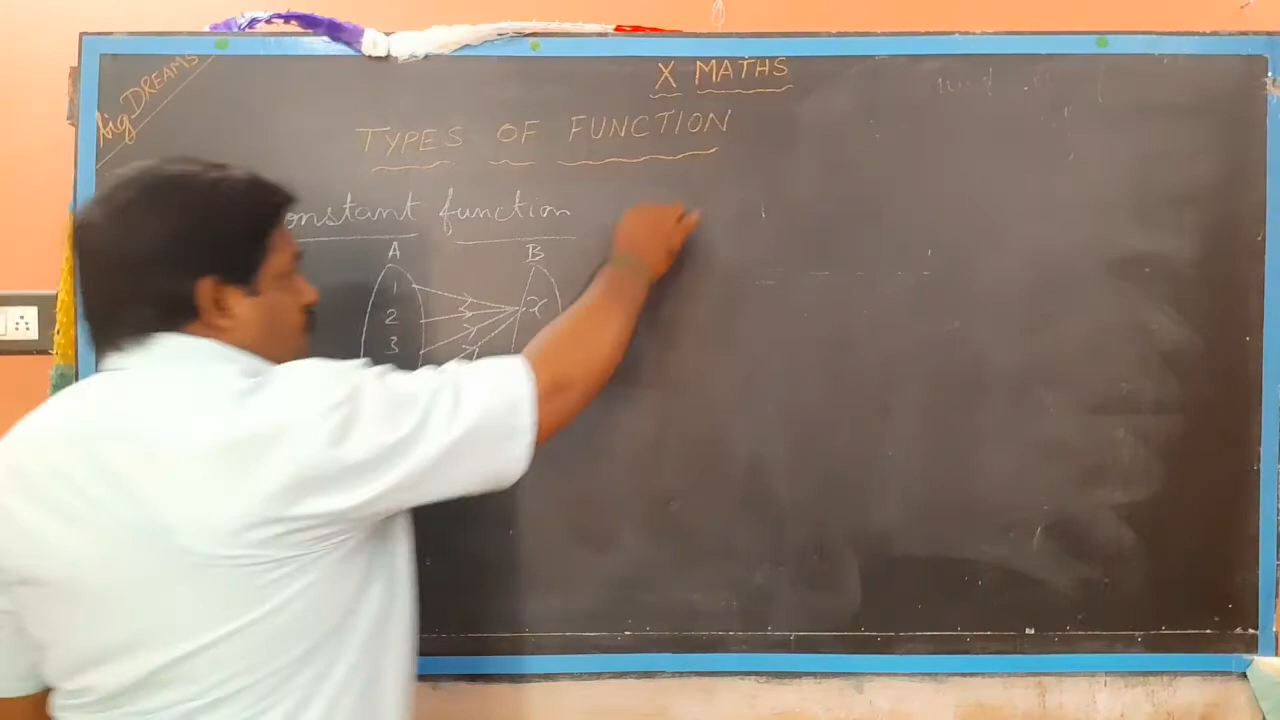 big DREAMS
X MATHS
TYPES OF FUNCTION
onstant function
A B
1 x
2
3